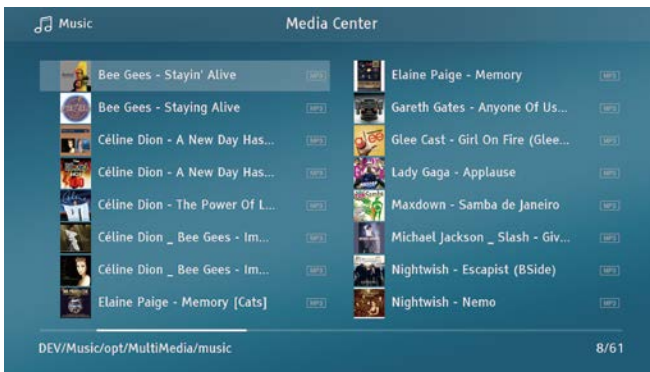 Music
Media Center
Bee Gees - Stayin' Alive MP3
Bee Gees - Staying Alive MP3
Céline Dion - A New Day Has... MP3
Céline Dion - A New Day Has... MP3
Céline Dion - The Power Of L... MP3
Céline Dion _ Bee Gees - Im... MP3
Céline Dion _ Bee Gees - Im... MP3
Elaine Paige - Memory [Cats] MP3
Elaine Paige - Memory MP3
Gareth Gates - Anyone Of Us... MP3
glee
Glee Cast - Girl On Fire (Glee... MP3
Lady Gaga - Applause MP3
Maxdown - Samba de Janeiro MP3
Michael Jackson _ Slash - Giv... MP3
Nightwish - Escapist (BSide) MP3
Nightwish - Nemo MP3
DEV/Music/opt/MultiMedia/music
8/61